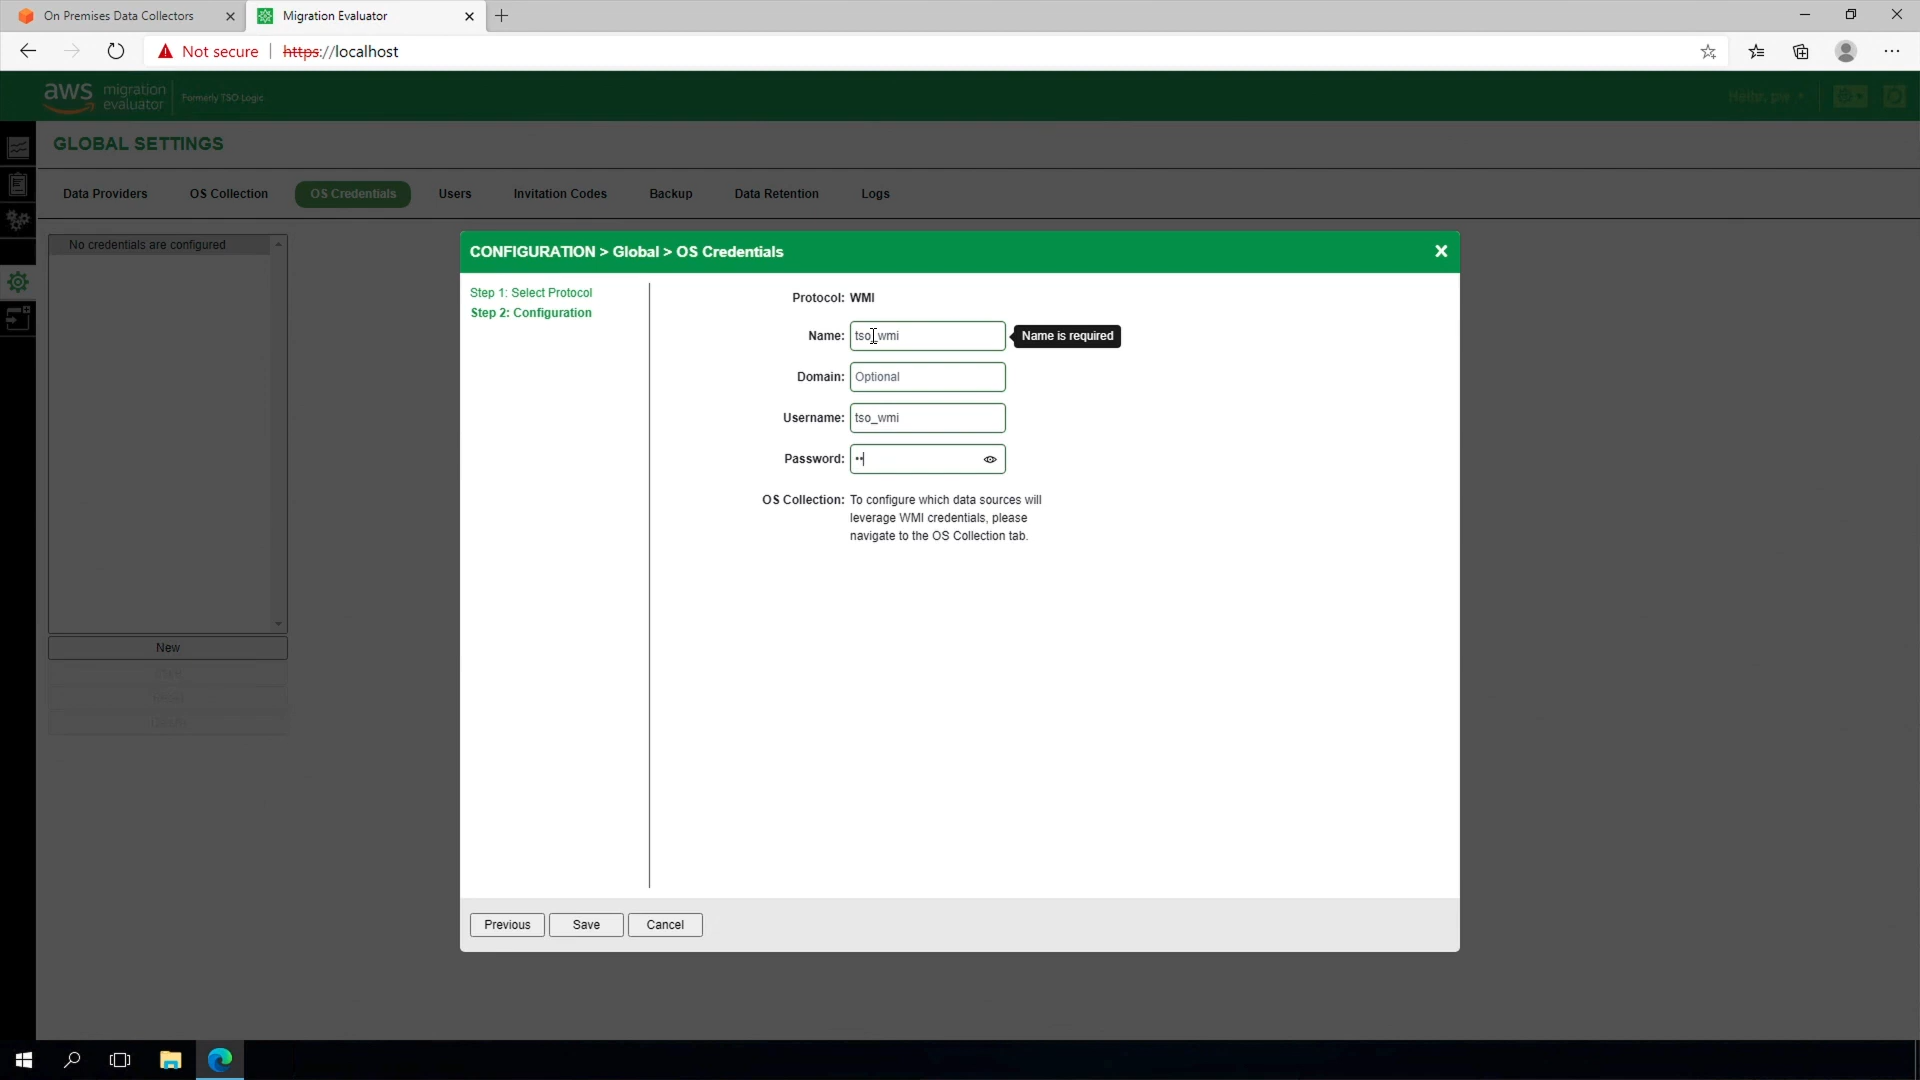 On Premises Data Collectors
Migration Evaluator
Not secure
https://localhost
aws migration evaluator
Formerly TSO Logic
GLOBAL SETTINGS
Data Providers
OS Collection
OS Credentials
Users
Invitation Codes
Backup
Data Retention
Logs
No credentials are configured
New
CONFIGURATION > Global > OS Credentials
Step 1: Select Protocol
Step 2: Configuration
Protocol: WMI
Name: tso_wmi
Name is required
Domain: Optional
Username: tso_wmi
Password: ••
OS Collection: To configure which data sources will
leverage WMI credentials, please
navigate to the OS Collection tab.
Previous
Save
Cancel